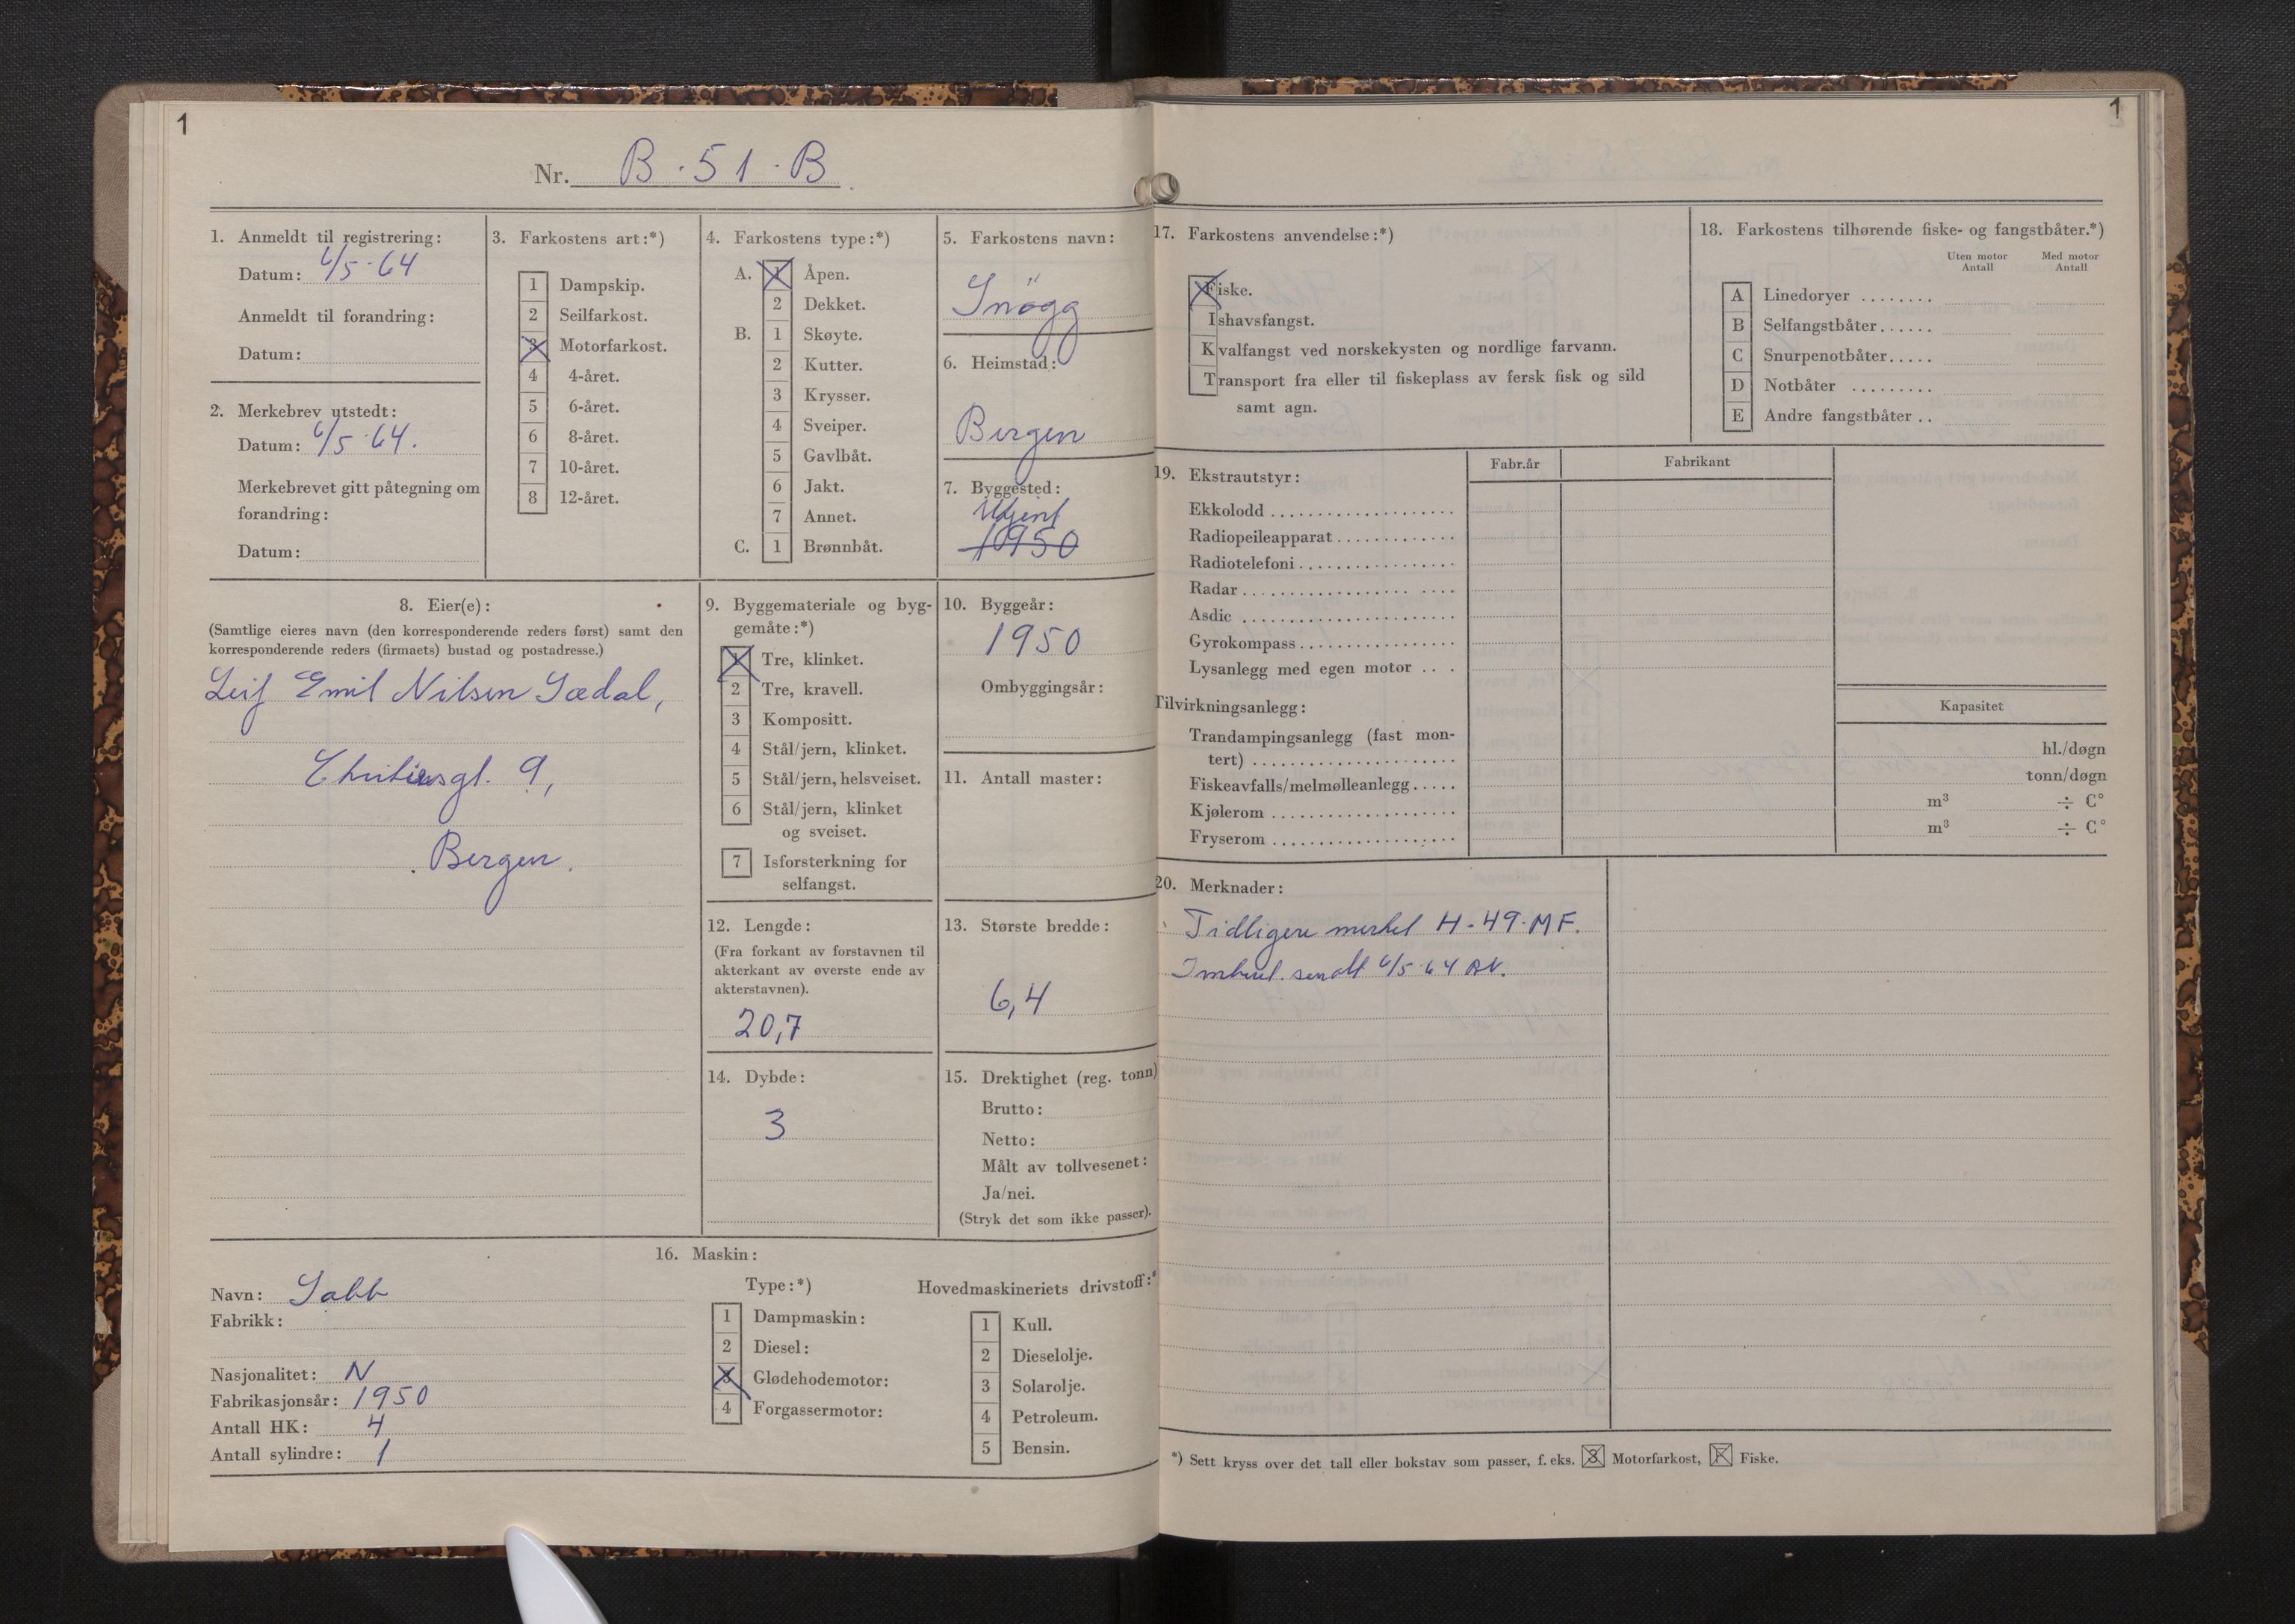 1
Nr. B.51.B.
1. Anmeldt til registrering:
Datum: 6/5.64
Anmeldt til forandring:
Datum:
2. Merkebrev utstedt:
Datum: 6/5.64.
Merkebrevet gitt påtegning om
forandring:
Datum:
3. Farkostens art:*)
1 Dampskip.
2 Seilfarkost.
3 Motorfarkost.
4 4-året.
5 6-året.
6 8-året.
7 10-året.
8 12-året.
4. Farkostens type:*)
A. 1 Åpen.
2 Dekket.
B. 1 Skøyte.
2 Kutter.
3 Krysser.
4 Sveiper.
5 Gavlbåt.
6 Jakt.
7 Annet.
C. 1 Brønnbåt.
5. Farkostens navn:
Snögg
6. Heimstad:
Bergen
7. Byggested:
Ukjent
1950
8. Eier(e):
(Samtlige eieres navn (den korresponderende reders først) samt den
korresponderende reders (firmaets) bustad og postadresse.)
Leif Emil Nilsen Sædal,
gt. 9,
Bergen.
9. Byggemateriale og byg-
gemåte:*)
1 Tre, klinket.
2 Tre, kravell.
3 Kompositt.
4 Stål/jern, klinket.
5 Stål/jern, helsveiset.
6 Stål/jern, klinket
og sveiset.
7 Isforsterkning for
selfangst.
10. Byggeår:
1950
Ombyggingsår:
11. Antall master:
12. Lengde:
(Fra forkant av forstavnen til
akterkant av øverste ende av
akterstavnen).
20,7
13. Største bredde:
6,4
14. Dybde:
3
15. Drektighet (reg. tonn)
Brutto:
Netto:
Målt av tollvesenet:
Ja/nei.
(Stryk det som ikke passer).
16. Maskin:
Navn: Sabb
Fabrikk:
Nasjonalitet: N
Fabrikasjonsår: 1950
Antall HK: 4
Antall sylindre: 1
Type:*)
1 Dampmaskin:
2 Diesel:
3 Glødehodemotor:
4 Forgassermotor:
Hovedmaskineriets drivstoff:*
1 Kull.
2 Dieselolje.
3 Solarolje.
4 Petroleum.
5 Bensin.
1
17. Farkostens anvendelse:*)
Fiske.
Ishavsfangst.
Kvalfangst ved norskekysten og nordlige farvann.
Transport fra eller til fiskeplass av fersk fisk og sild
samt agn.
18. Farkostens tilhørende fiske- og fangstbåter.*)
Uten motor Med motor
Antall Antall
A Linedoryer ........
B Selfangstbåter......
C Snurpenotbåter.....
D Notbåter .........
E Andre fangstbåter ..
19. Ekstrautstyr: Fabr.år Fabrikant
Ekkolodd ....................
Radiopeileapparat.............
Radiotelefoni.................
Radar .......................
Asdic .......................
Gyrokompass.................
Lysanlegg med egen motor ....
Tilvirkningsanlegg: Kapasitet
Trandampingsanlegg (fast mon-
tert) ..................... hl./døgn
Fiskeavfalls/melmølleanlegg..... tonn/døgn
Kjølerom .................... m³ ÷ C°
Fryserom .................... m³ ÷ C°
20. Merknader:
Tidligere merket H-49-MF.
sendt 6/5.64
*) Sett kryss over det tall eller bokstav som passer, f. eks. 3 Motorfarkost, F Fiske.